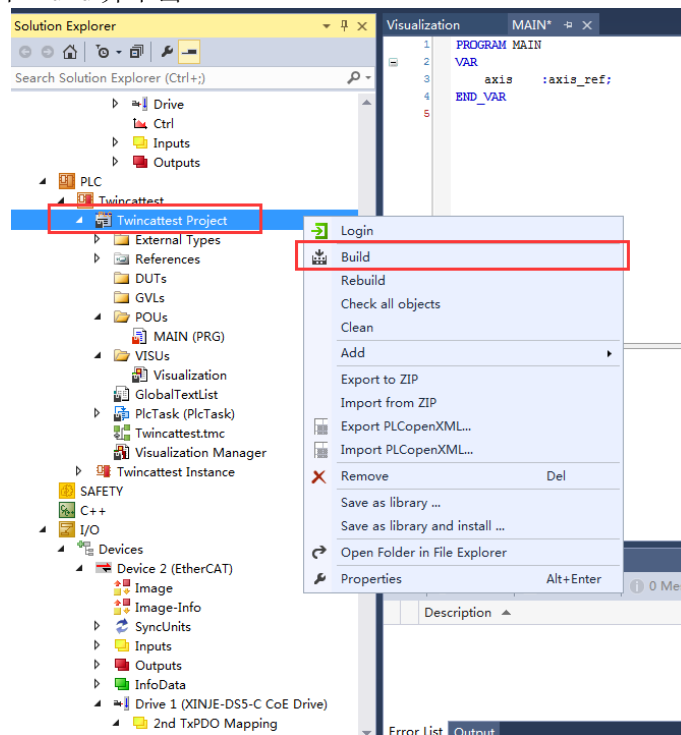 Solution Explorer
Search Solution Explorer (Ctrl+;)
Drive
Ctrl
Inputs
Outputs
PLC
Twincattest
Twincattest Project
External Types
References
DUTs
GVLs
POUs
MAIN (PRG)
VISUs
Visualization
GlobalTextList
PlcTask (PlcTask)
Twincattest.tmc
Visualization Manager
Twincattest Instance
SAFETY
C++
I/O
Devices
Device 2 (EtherCAT)
Image
Image-Info
SyncUnits
Inputs
Outputs
InfoData
Drive 1 (XINJE-DS5-C CoE Drive)
2nd TxPDO Mapping
Visualization MAIN*
1 PROGRAM MAIN
2 VAR
3 axis :axis_ref;
4 END_VAR
5
Login
Build
Rebuild
Check all objects
Clean
Add
Export to ZIP
Import from ZIP
Export PLCopenXML...
Import PLCopenXML...
Remove Del
Save as library ...
Save as library and install ...
Open Folder in File Explorer
Properties Alt+Enter
0 Me
Description
Error List Output